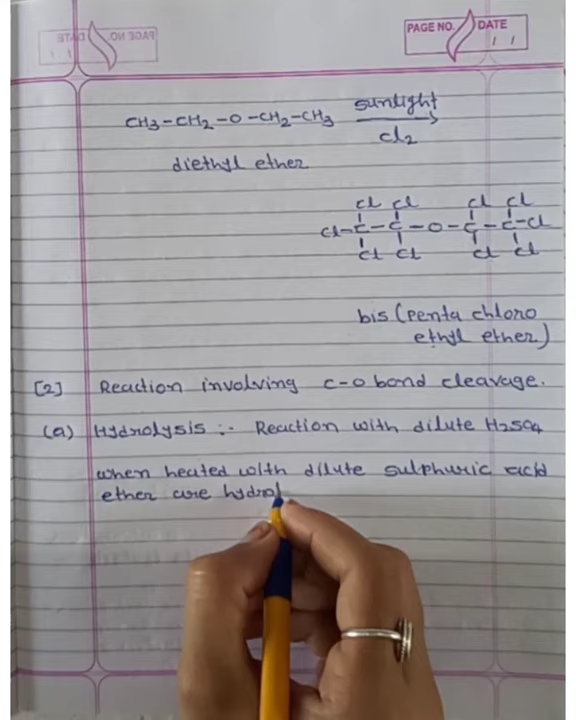 PAGE NO.
DATE
/ /
CH3-CH2-O-CH2-CH3 sunlight
Cl2
diethyl ether
Cl Cl Cl Cl
Cl-C-C-O-C-C-Cl
Cl Cl Cl Cl
bis (penta chloro
ethyl ether)
[2] Reaction involving C-O bond cleavage.
(a) Hydrolysis :- Reaction with dilute H2SO4
when heated with dilute sulphuric acid
ether are hydrol